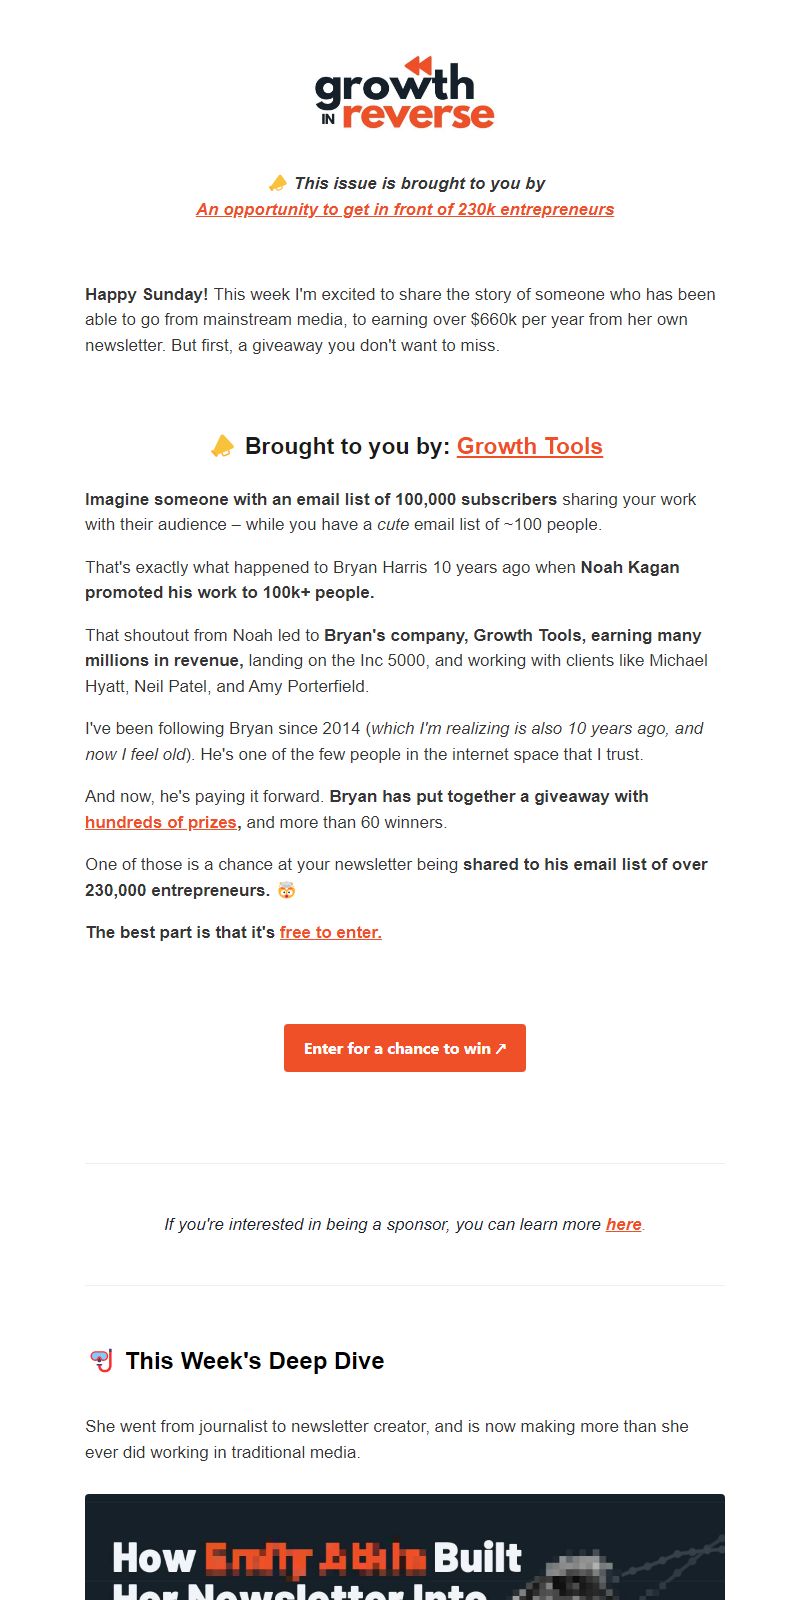 growth
IN reverse
This issue is brought to you by
An opportunity to get in front of 230k entrepreneurs
Happy Sunday! This week I'm excited to share the story of someone who has been
able to go from mainstream media, to earning over $660k per year from her own
newsletter. But first, a giveaway you don't want to miss.
Brought to you by: Growth Tools
Imagine someone with an email list of 100,000 subscribers sharing your work
with their audience – while you have a cute email list of ~100 people.
That's exactly what happened to Bryan Harris 10 years ago when Noah Kagan
promoted his work to 100k+ people.
That shoutout from Noah led to Bryan's company, Growth Tools, earning many
millions in revenue, landing on the Inc 5000, and working with clients like Michael
Hyatt, Neil Patel, and Amy Porterfield.
I've been following Bryan since 2014 (which I'm realizing is also 10 years ago, and
now I feel old). He's one of the few people in the internet space that I trust.
And now, he's paying it forward. Bryan has put together a giveaway with
hundreds of prizes, and more than 60 winners.
One of those is a chance at your newsletter being shared to his email list of over
230,000 entrepreneurs. 🤯
The best part is that it's free to enter.
Enter for a chance to win ↗
If you're interested in being a sponsor, you can learn more here.
This Week's Deep Dive
She went from journalist to newsletter creator, and is now making more than she
ever did working in traditional media.
How Built
Her Newsletter Into